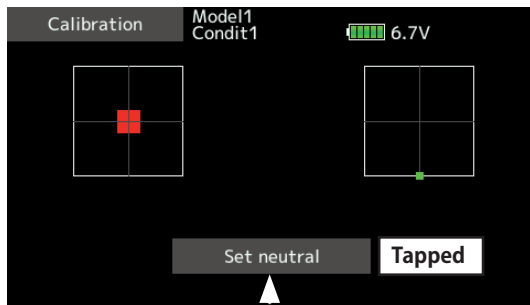 Calibration
Model1
Condit1
6.7V
Set neutral
Tapped